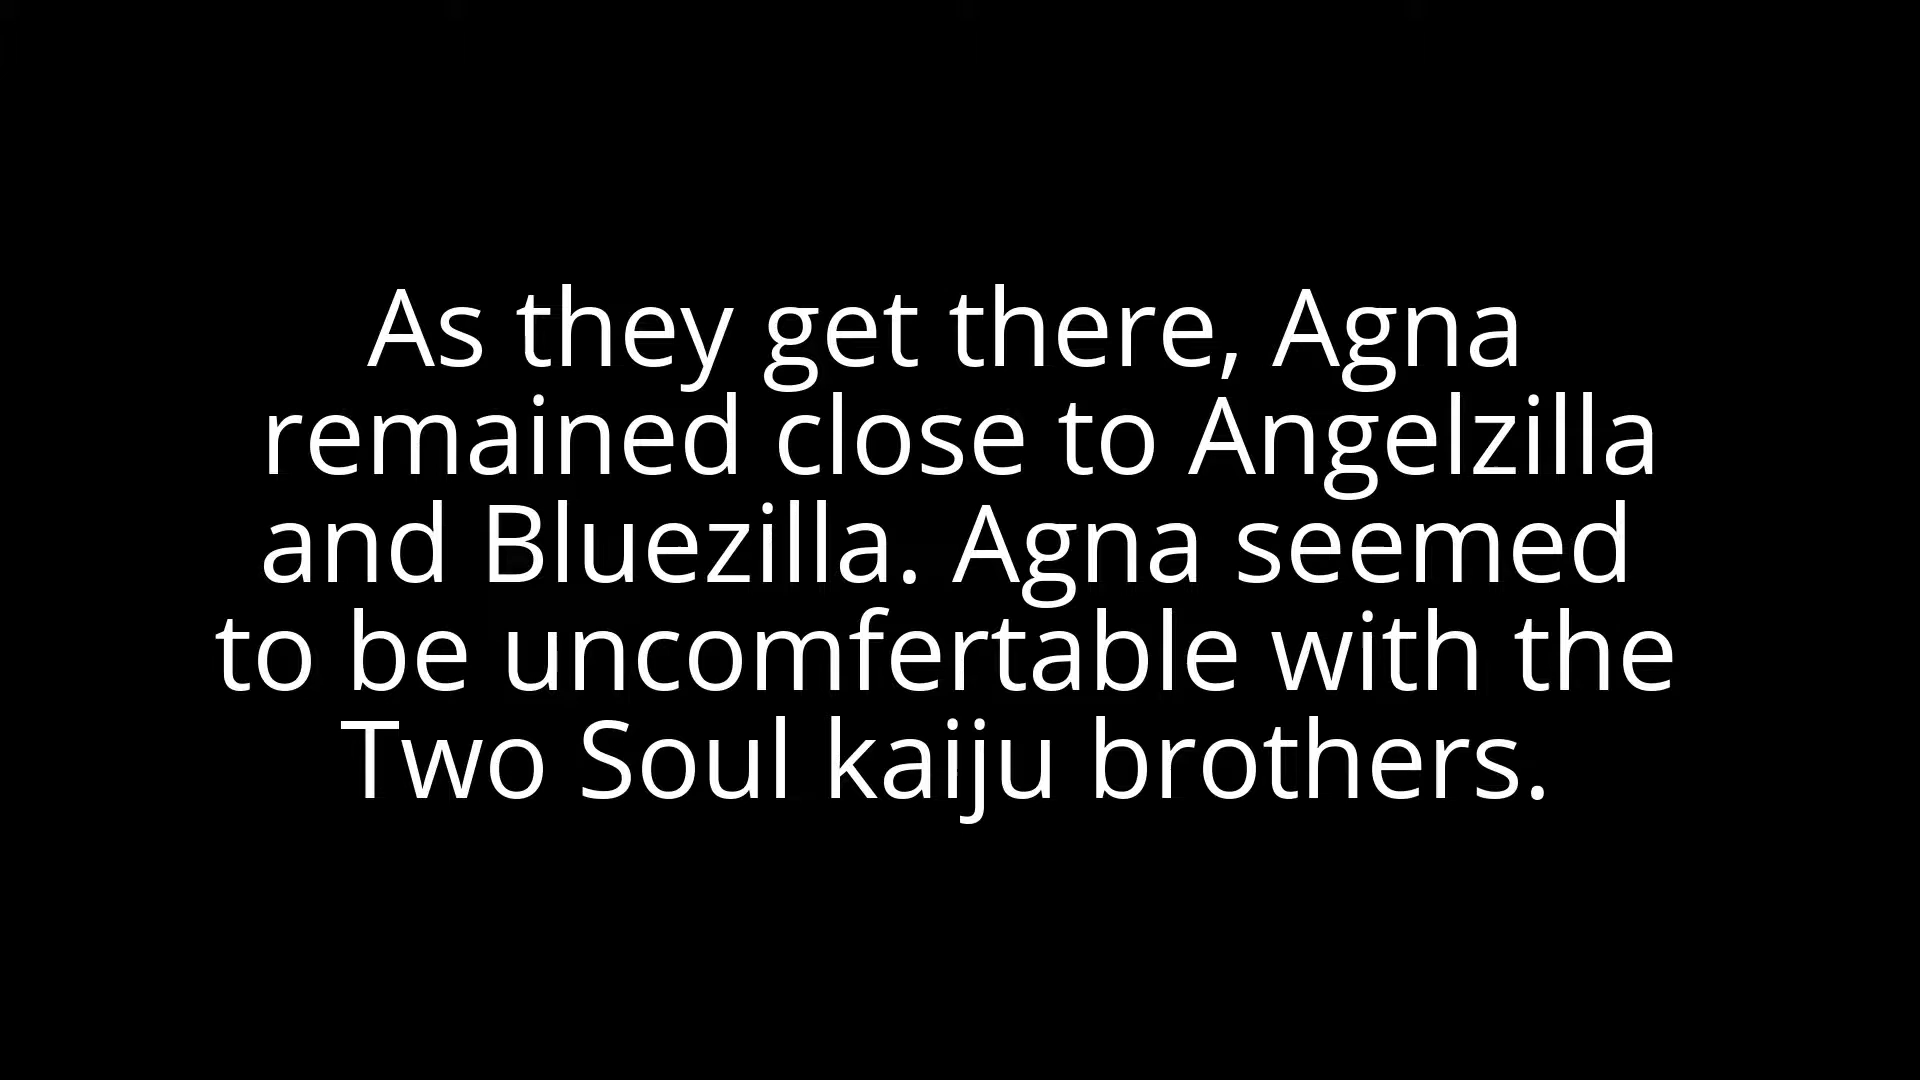 As they get there, Agna
remained close to Angelzilla
and Bluezilla. Agna seemed
to be uncomfertable with the
Two Soul kaiju brothers.